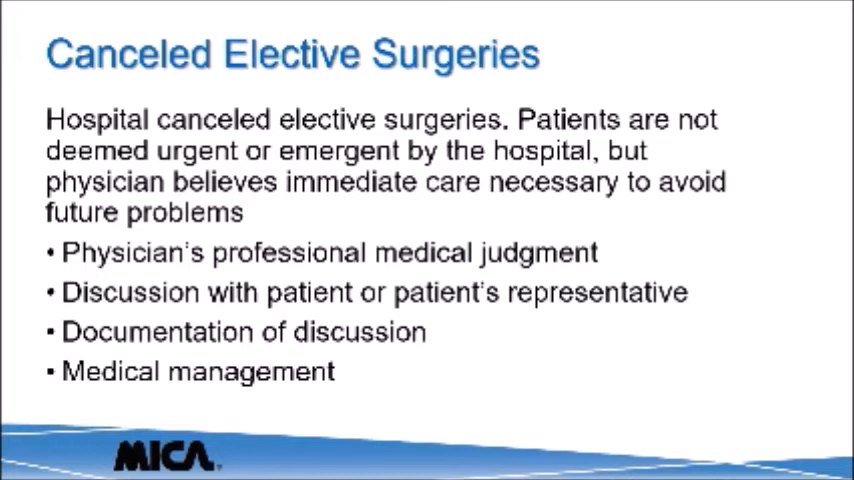 Canceled Elective Surgeries
Hospital canceled elective surgeries. Patients are not
deemed urgent or emergent by the hospital, but
physician believes immediate care necessary to avoid
future problems
• Physician's professional medical judgment
• Discussion with patient or patient's representative
• Documentation of discussion
• Medical management
MICA